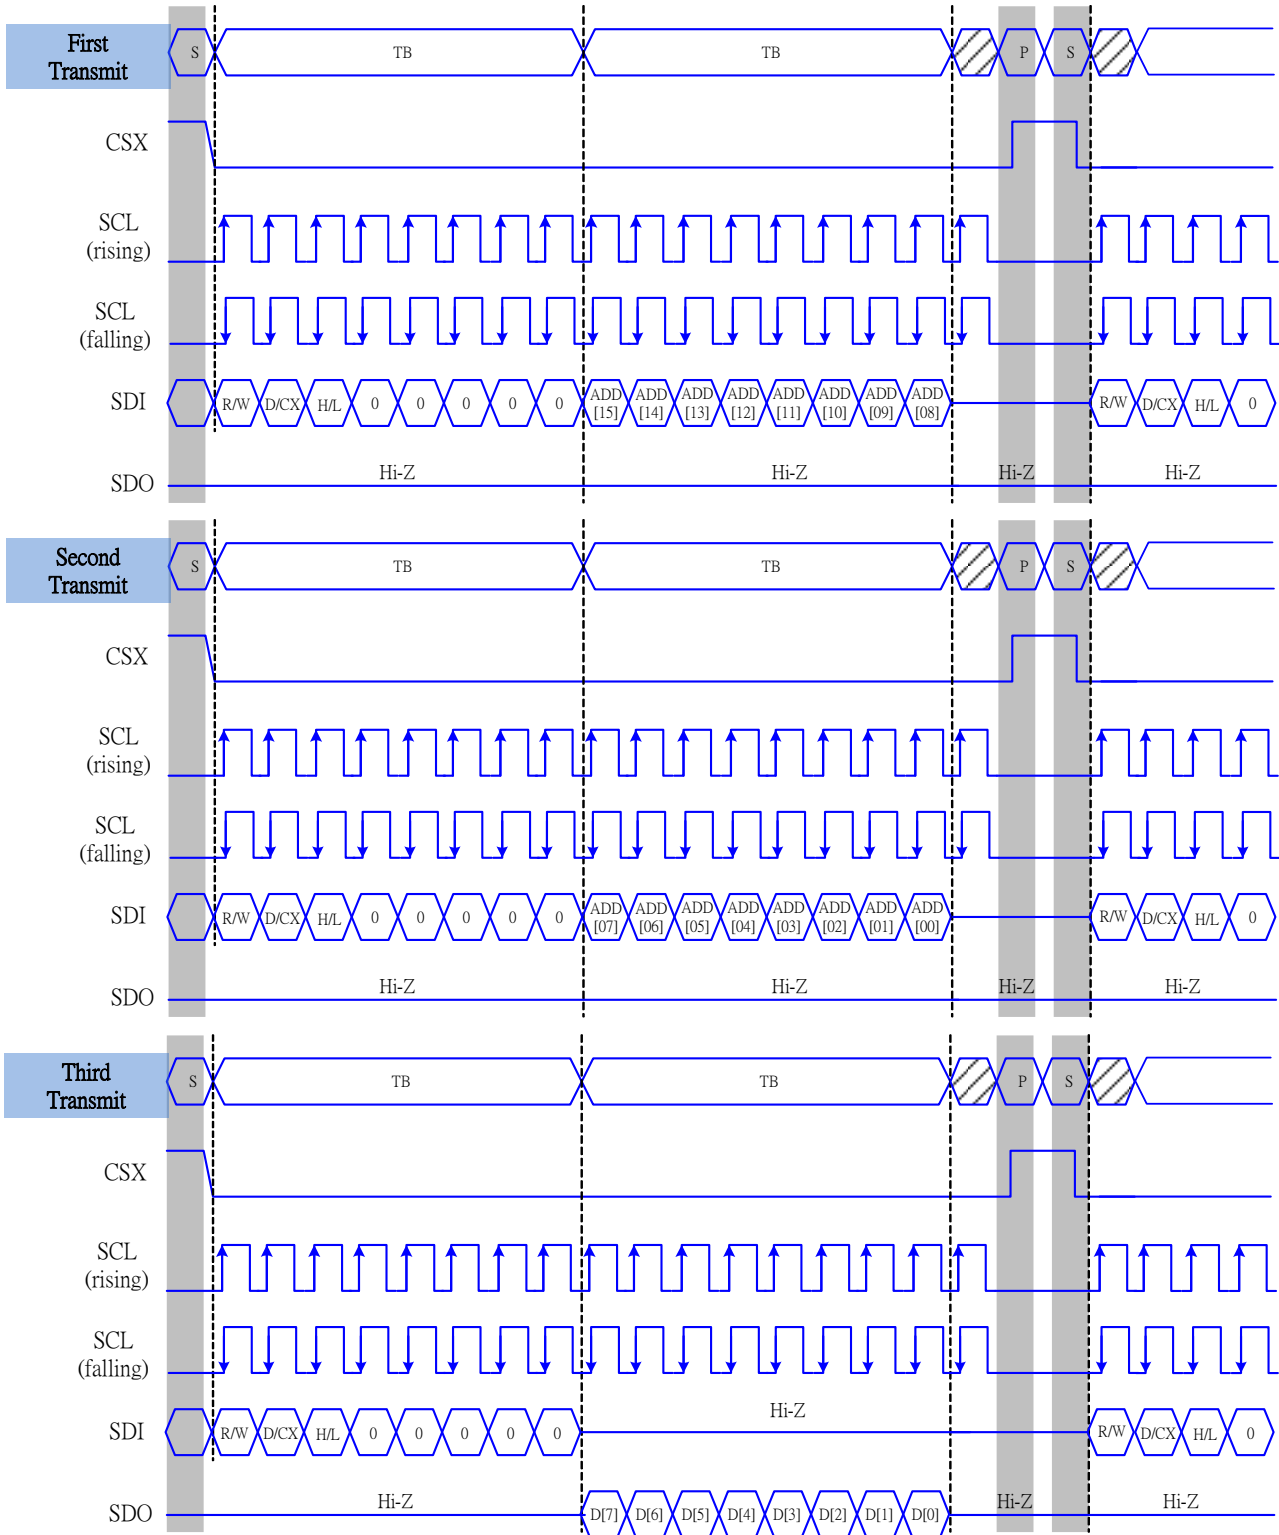 First
Transmit
S TB TB P S
CSX
SCL
(rising)
SCL
(falling)
SDI
R/W D/CX H/L 0 0 0 0 0 ADD [15] ADD [14] ADD [13] ADD [12] ADD [11] ADD [10] ADD [09] ADD [08] R/W D/CX H/L 0
SDO
Hi-Z Hi-Z Hi-Z Hi-Z
Second
Transmit
S TB TB P S
CSX
SCL
(rising)
SCL
(falling)
SDI
R/W D/CX H/L 0 0 0 0 0 ADD [07] ADD [06] ADD [05] ADD [04] ADD [03] ADD [02] ADD [01] ADD [00] R/W D/CX H/L 0
SDO
Hi-Z Hi-Z Hi-Z Hi-Z
Third
Transmit
S TB TB P S
CSX
SCL
(rising)
SCL
(falling)
Hi-Z
SDI
R/W D/CX H/L 0 0 0 0 0 R/W D/CX H/L 0
Hi-Z Hi-Z Hi-Z
SDO
D[7] D[6] D[5] D[4] D[3] D[2] D[1] D[0]